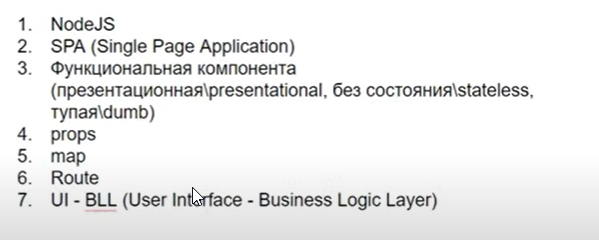 1. NodeJS
2. SPA (Single Page Application)
3. Функциональная компонента
(презентационная\presentational, без состояния\stateless,
тупая\dumb)
4. props
5. map
6. Route
7. UI - BLL (User Interface - Business Logic Layer)